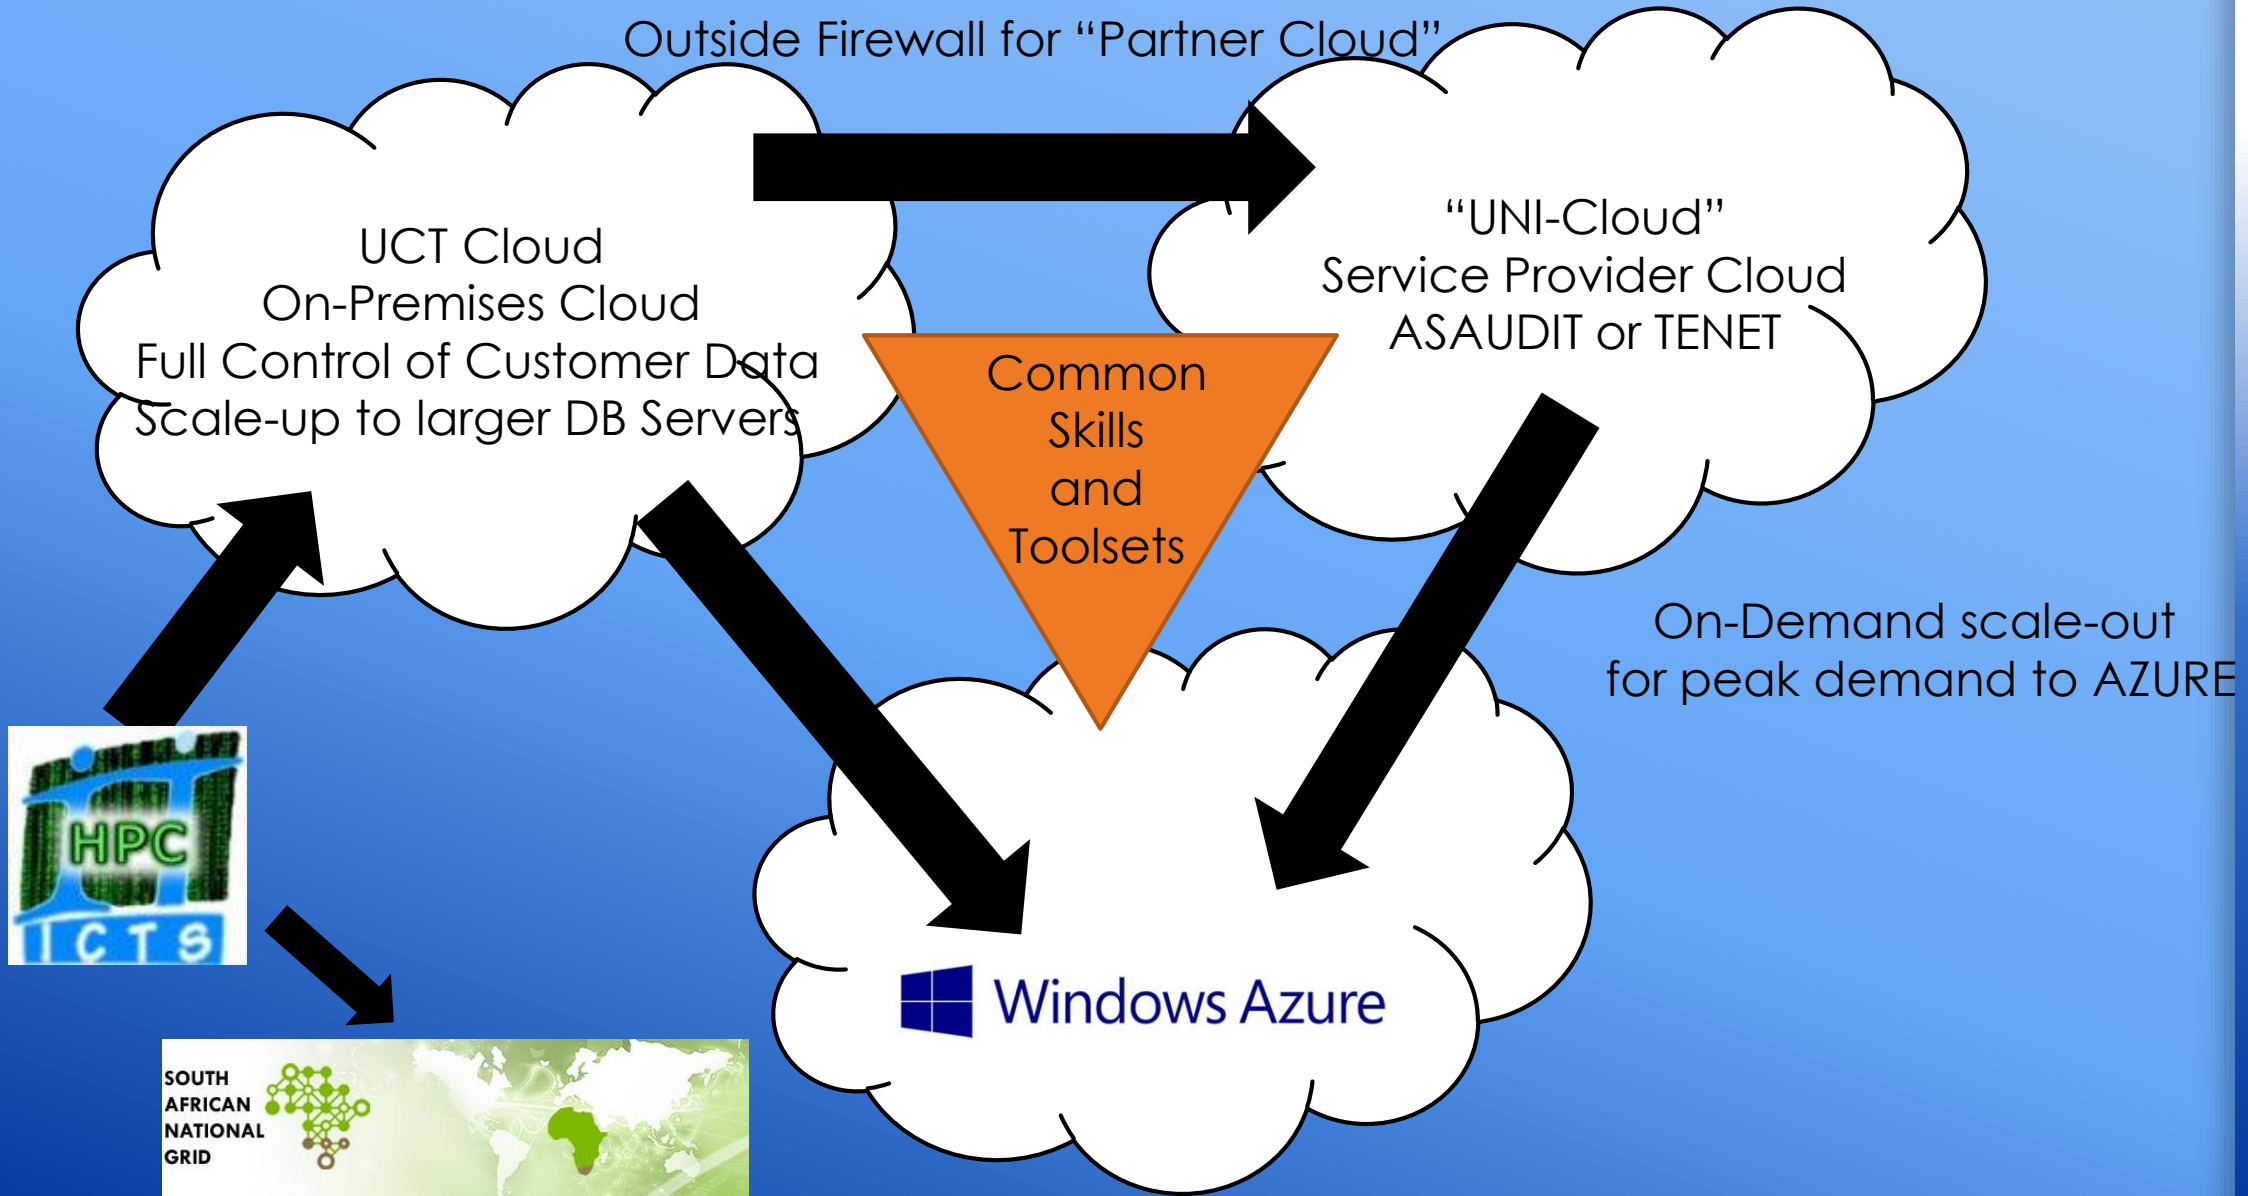 Outside Firewall for “Partner Cloud”
UCT Cloud
On-Premises Cloud
Full Control of Customer Data
Scale-up to larger DB Servers
“UNI-Cloud”
Service Provider Cloud
ASAUDIT or TENET
Common
Skills
and
Toolsets
On-Demand scale-out
for peak demand to AZURE
HPC
ICTS
Windows Azure
SOUTH
AFRICAN
NATIONAL
GRID